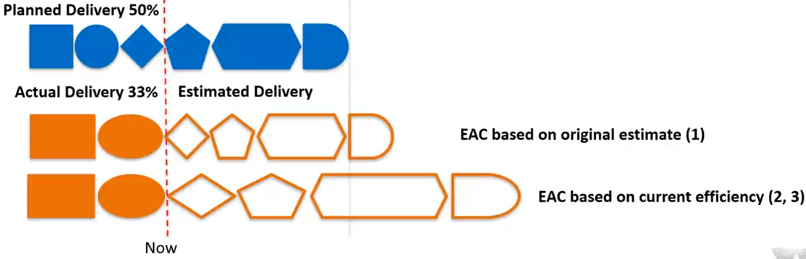 Planned Delivery 50%
Actual Delivery 33%
Estimated Delivery
EAC based on original estimate (1)
EAC based on current efficiency (2, 3)
Now